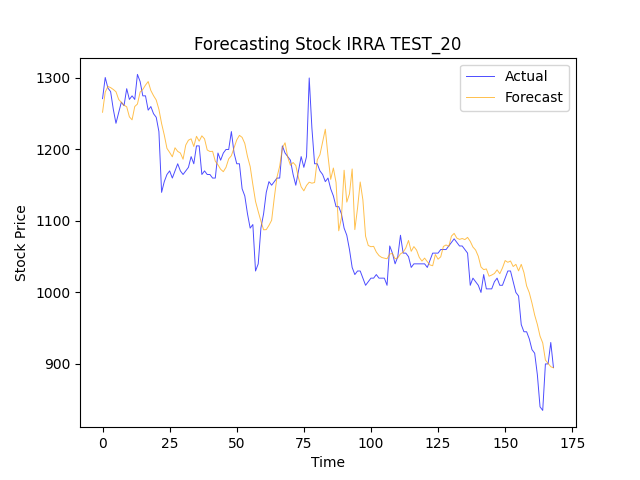 Forecasting Stock IRRA TEST_20
Actual
Forecast
1300
1200
1100
1000
900
Stock Price
0 25 50 75 100 125 150 175
Time